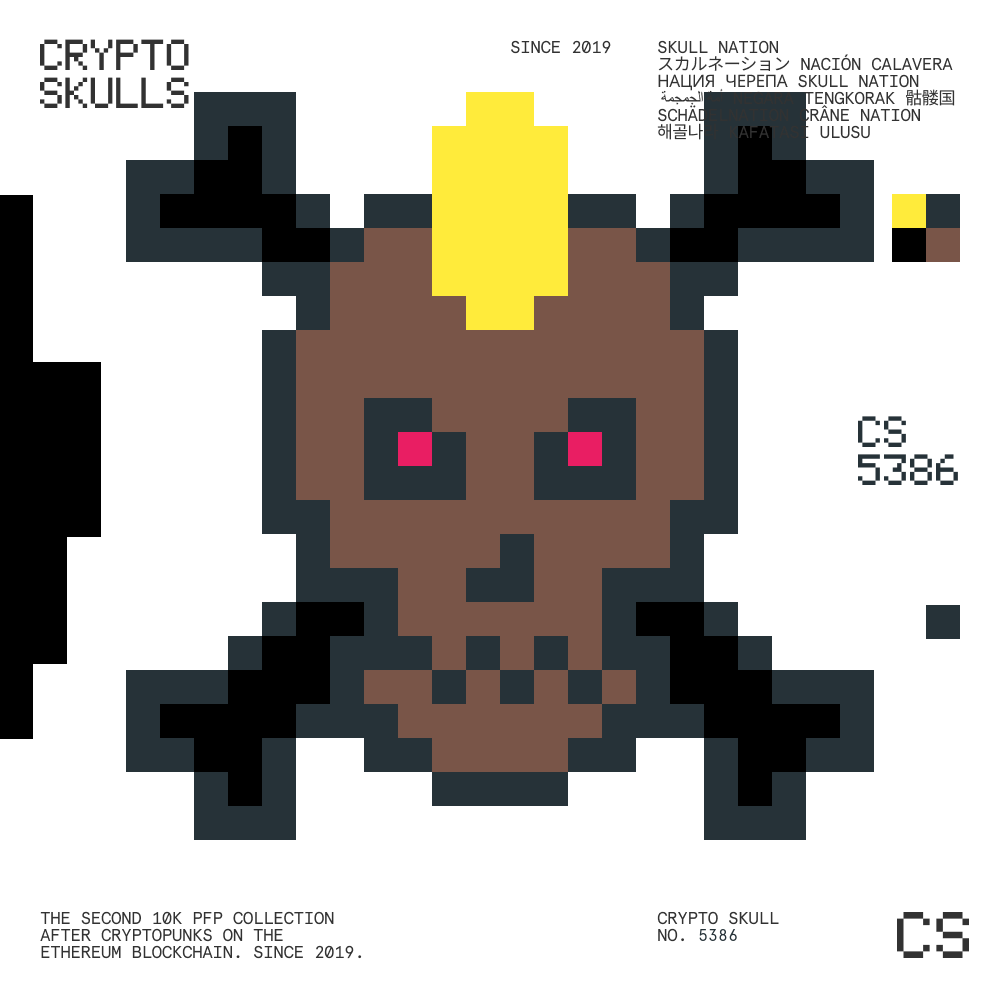 CRYPTO
SKULLS
SINCE 2019
SKULL NATION
スカルネーション NACIÓN CALAVERA
НАЦИЯ ЧЕРЕПА SKULL NATION
الجمجمة TENGKORAK 骷髅国
CRÂNE NATION
해골나 ULUSU
CS
5386
THE SECOND 10K PFP COLLECTION
AFTER CRYPTOPUNKS ON THE
ETHEREUM BLOCKCHAIN. SINCE 2019.
CRYPTO SKULL
NO. 5386
CS